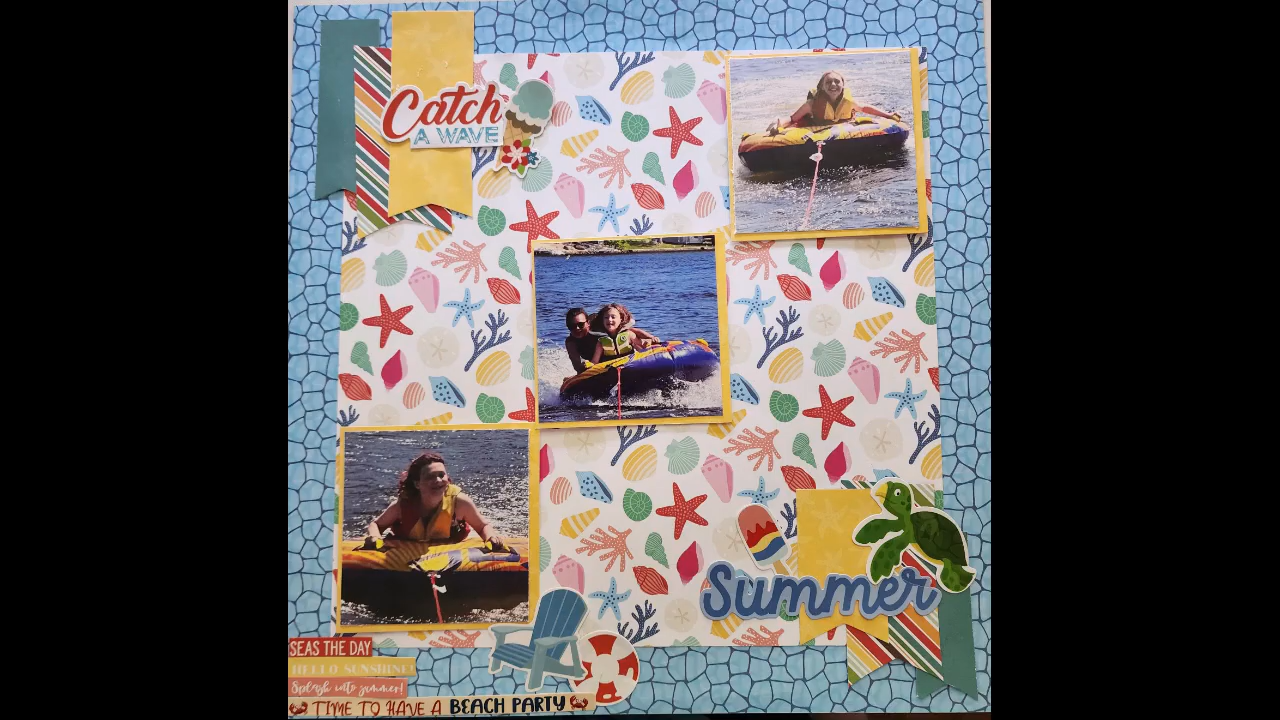 Catch
A WAVE
Summer
SEAS THE DAY
HELLO SUNSHINE!
Splash into summer!
TIME TO HAVE A BEACH PARTY